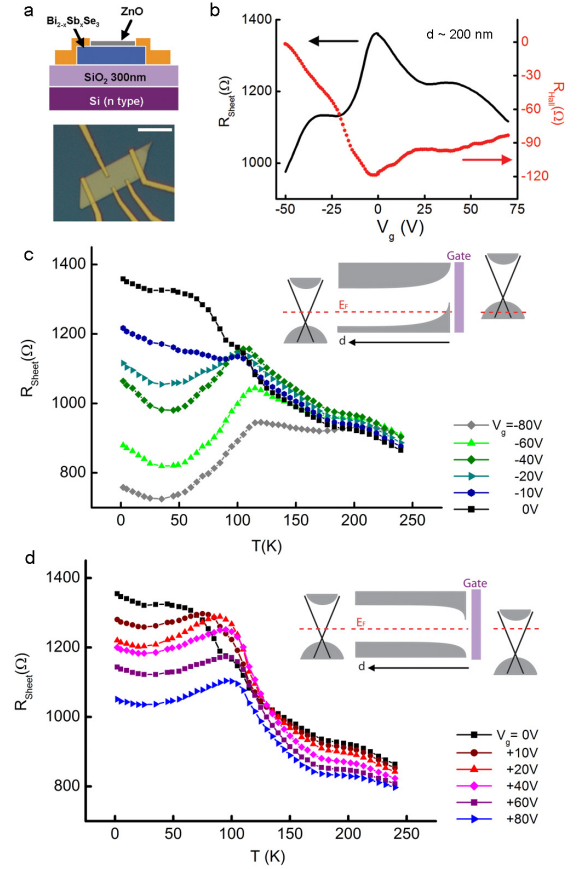 a
ZnO
Bi2-xSbxSe3
SiO2 300nm
Si (n type)
b
d ~ 200 nm
1400
1200
1000
RSheet(Ω)
0
-30
-60
-90
-120
RHall(Ω)
-50 -25 0 25 50 75
Vg (V)
c
1400
1200
1000
800
RSheet(Ω)
Gate
EF
d
Vg=-80V
-60V
-40V
-20V
-10V
0V
0 50 100 150 200 250
T(K)
d
1400
1200
1000
800
RSheet(Ω)
Gate
EF
d
Vg= 0V
+10V
+20V
+40V
+60V
+80V
0 50 100 150 200 250
T (K)